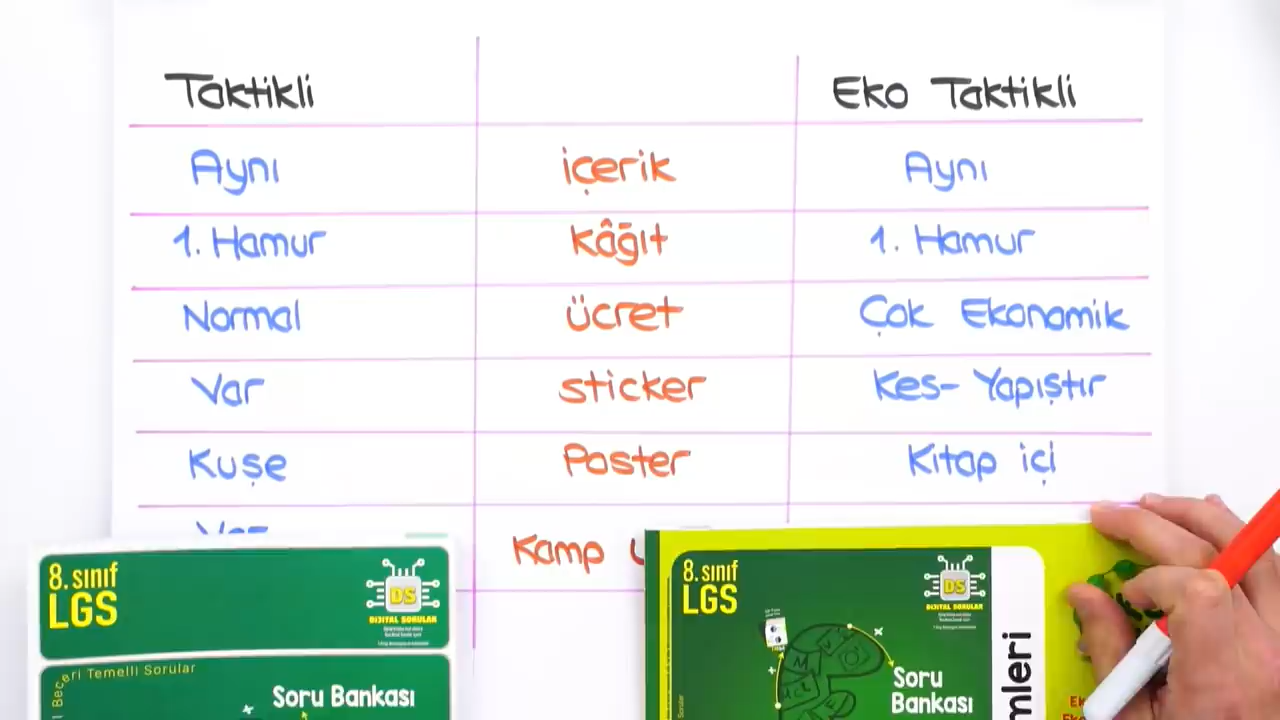 Taktikli Eko Taktikli
Aynı içerik Aynı
1. Hamur kâğıt 1. Hamur
Normal ücret Çok Ekonomik
Var sticker Kes- Yapıştır
Kuşe Poster Kitap içi
Kamp
8. sınıf
LGS
DS
DİJİTAL SORULAR
Beceri Temelli Sorular
Soru Bankası
8. sınıf
LGS
DS
DİJİTAL SORULAR
Soru
Bankası